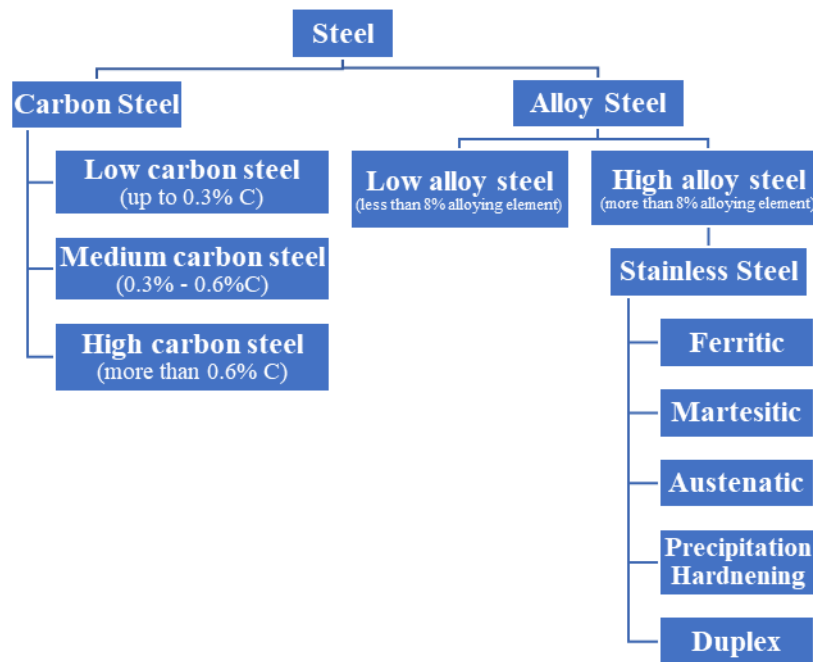 Steel
Carbon Steel
Alloy Steel
Low carbon steel
(up to 0.3% C)
Medium carbon steel
(0.3% - 0.6%C)
High carbon steel
(more than 0.6% C)
Low alloy steel
(less than 8% alloying element)
High alloy steel
(more than 8% alloying element)
Stainless Steel
Ferritic
Martesitic
Austenatic
Precipitation
Hardnening
Duplex